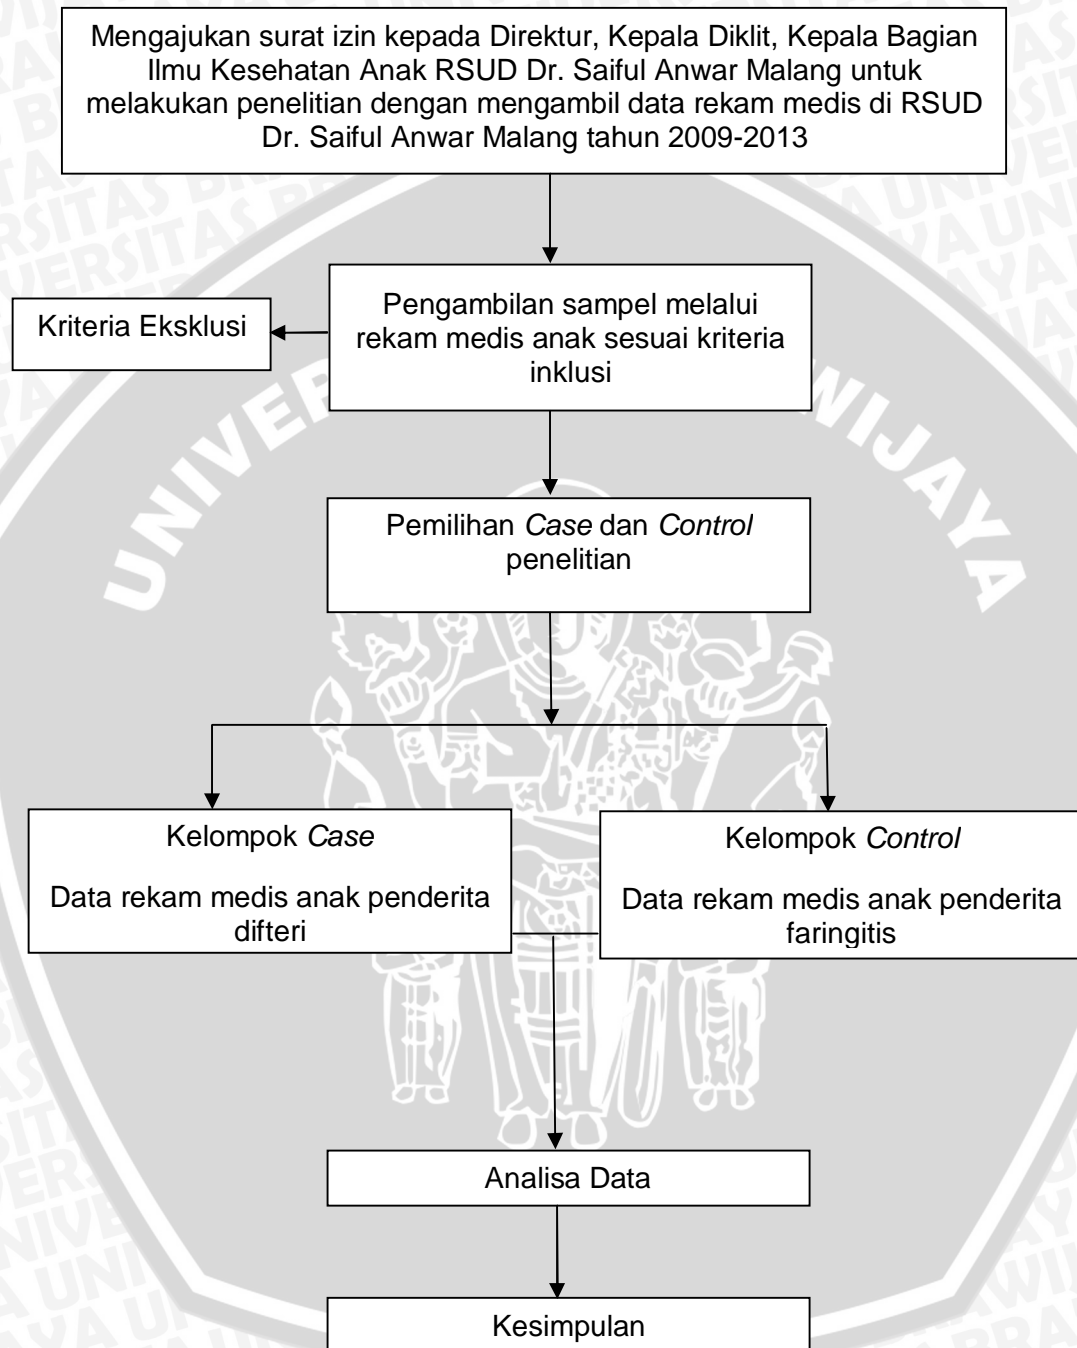 Mengajukan surat izin kepada Direktur, Kepala Diklit, Kepala Bagian
Ilmu Kesehatan Anak RSUD Dr. Saiful Anwar Malang untuk
melakukan penelitian dengan mengambil data rekam medis di RSUD
Dr. Saiful Anwar Malang tahun 2009-2013
Kriteria Eksklusi
Pengambilan sampel melalui
rekam medis anak sesuai kriteria
inklusi
Pemilihan Case dan Control
penelitian
Kelompok Case
Data rekam medis anak penderita
difteri
Kelompok Control
Data rekam medis anak penderita
faringitis
Analisa Data
Kesimpulan